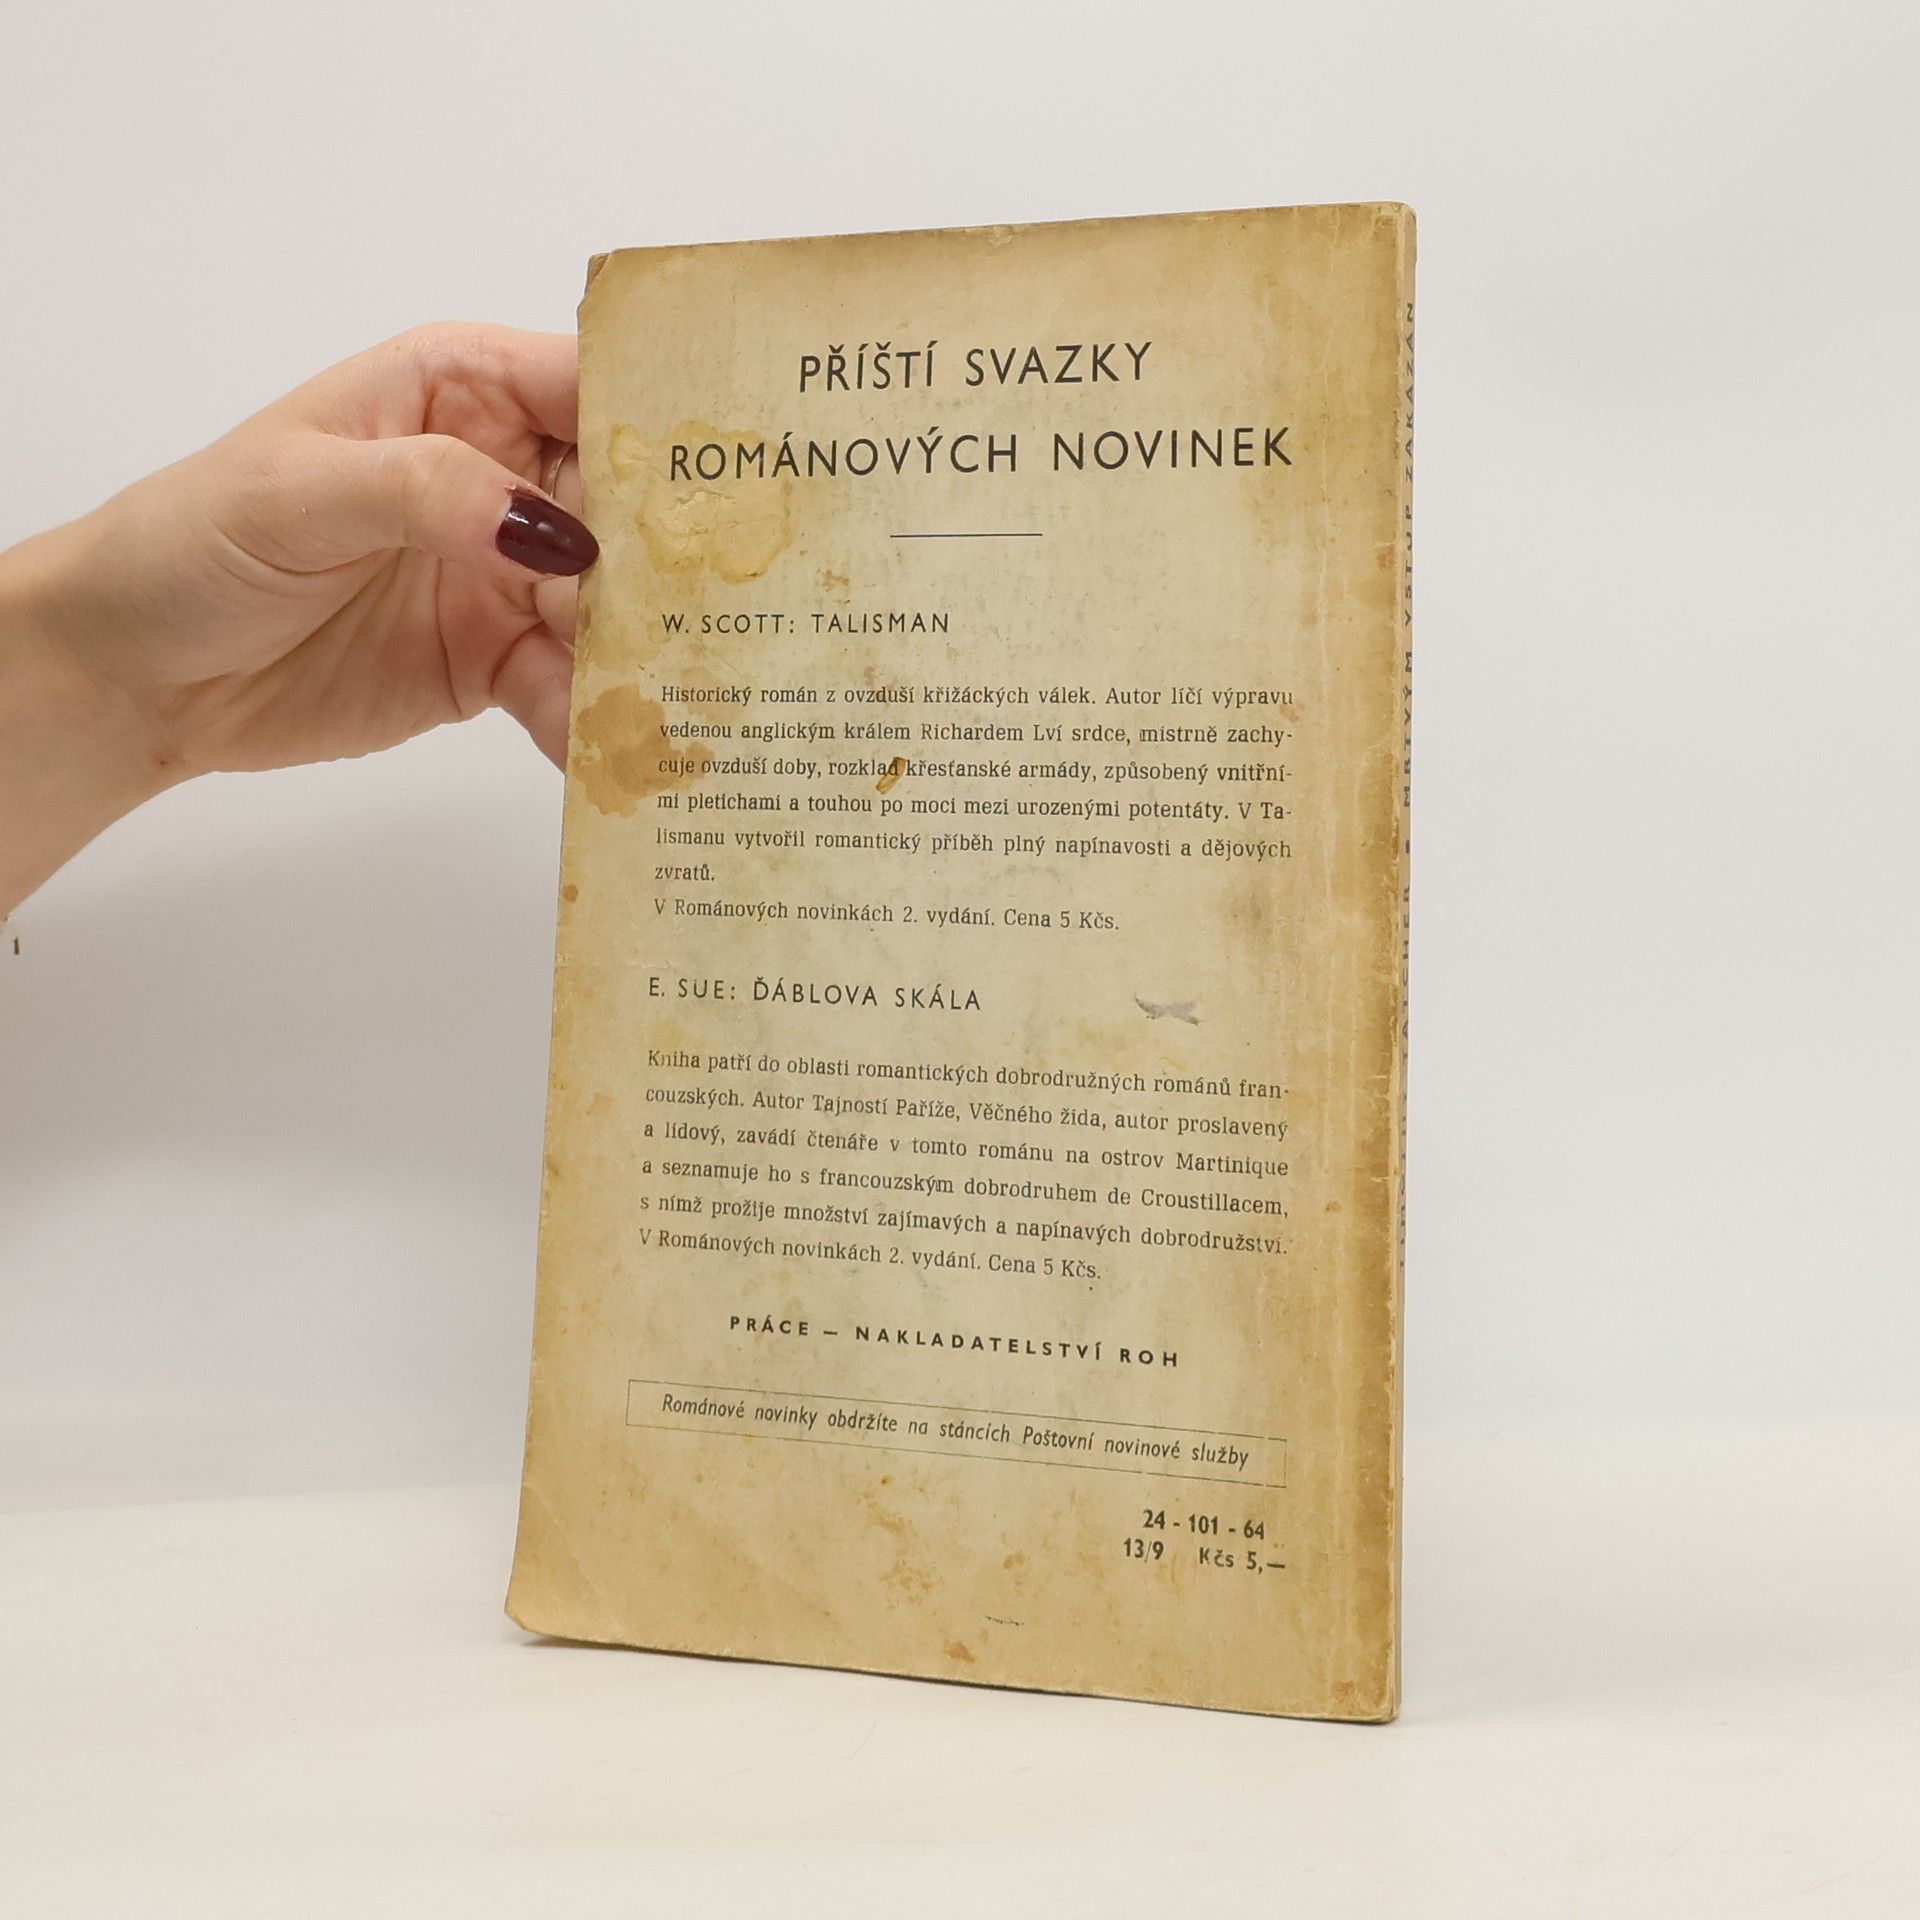 PŘÍŠTÍ SVAZKY
ROMÁNOVÝCH NOVINEK
W. SCOTT: TALISMAN
Historický román z ovzduší křižáckých válek. Autor líčí výpravu
vedenou anglickým králem Richardem Lví srdce, mistrně zachy-
cuje ovzduší doby, rozklad křesťanské armády, způsobený vnitřní-
mi pletichami a touhou po moci mezi urozenými potentáty. V Ta-
lismanu vytvořil romantický příběh plný napínavosti a dějových
zvratů.
V Románových novinkách 2. vydání. Cena 5 Kčs.
E. SUE: ĎÁBLOVA SKÁLA
Kniha patří do oblasti romantických dobrodružných románů fran-
couzských. Autor Tajností Paříže, Věčného žida, autor proslavený
a lidový, zavádí čtenáře v tomto románu na ostrov Martinique
a seznamuje ho s francouzským dobrodruhem de Croustillacem,
s nímž prožije množství zajímavých a napínavých dobrodružství.
V Románových novinkách 2. vydání. Cena 5 Kčs.
PRÁCE — NAKLADATELSTVÍ ROH
Románové novinky obdržíte na stáncích Poštovní novinové služby
24 - 101 - 64
13/9 Kčs 5,—
TATCHER • MRTVÝM VSTUP ZAKÁZÁN